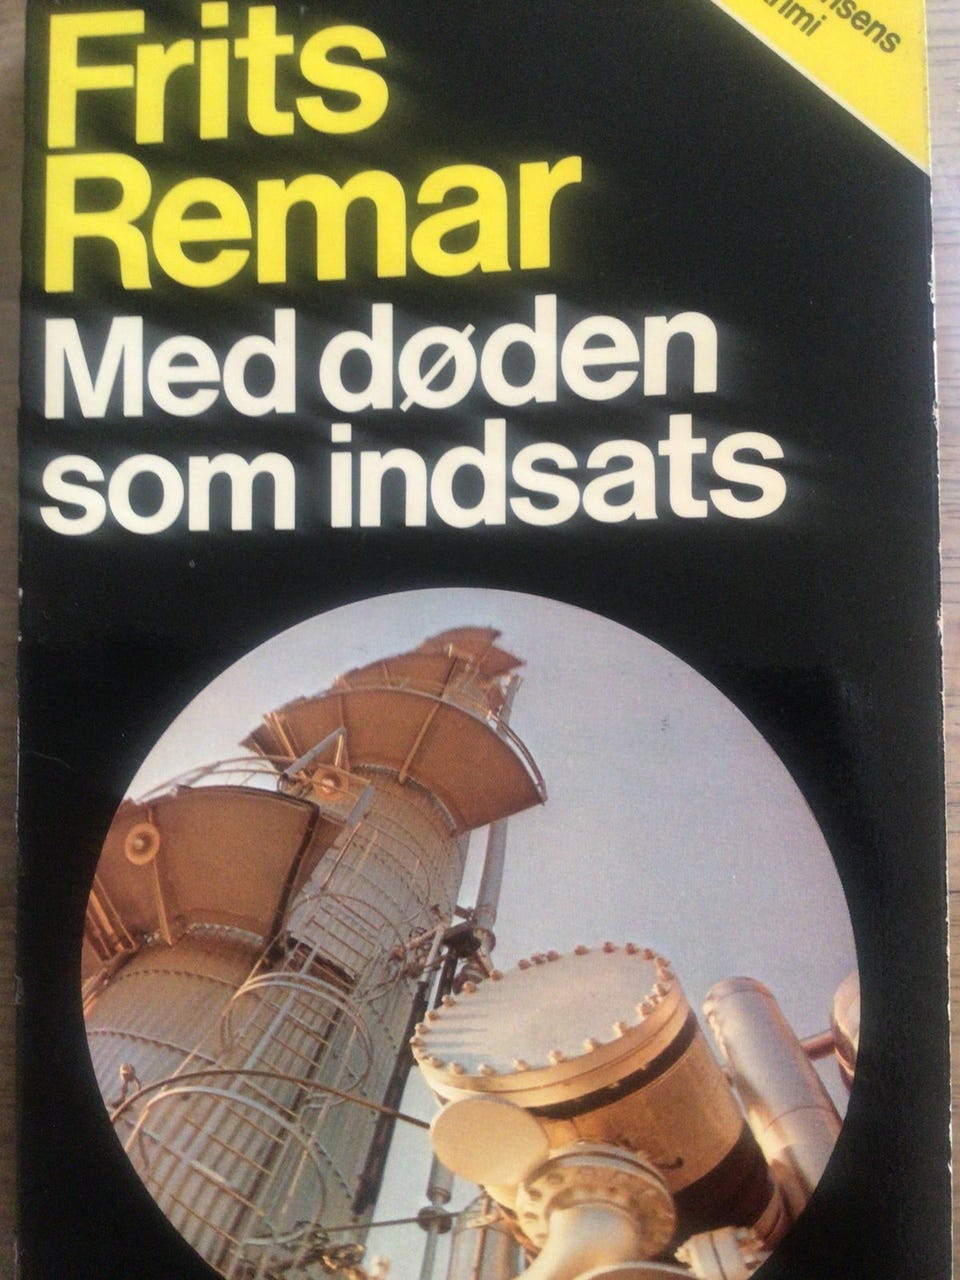 Frits
Remar
Med døden
som indsats